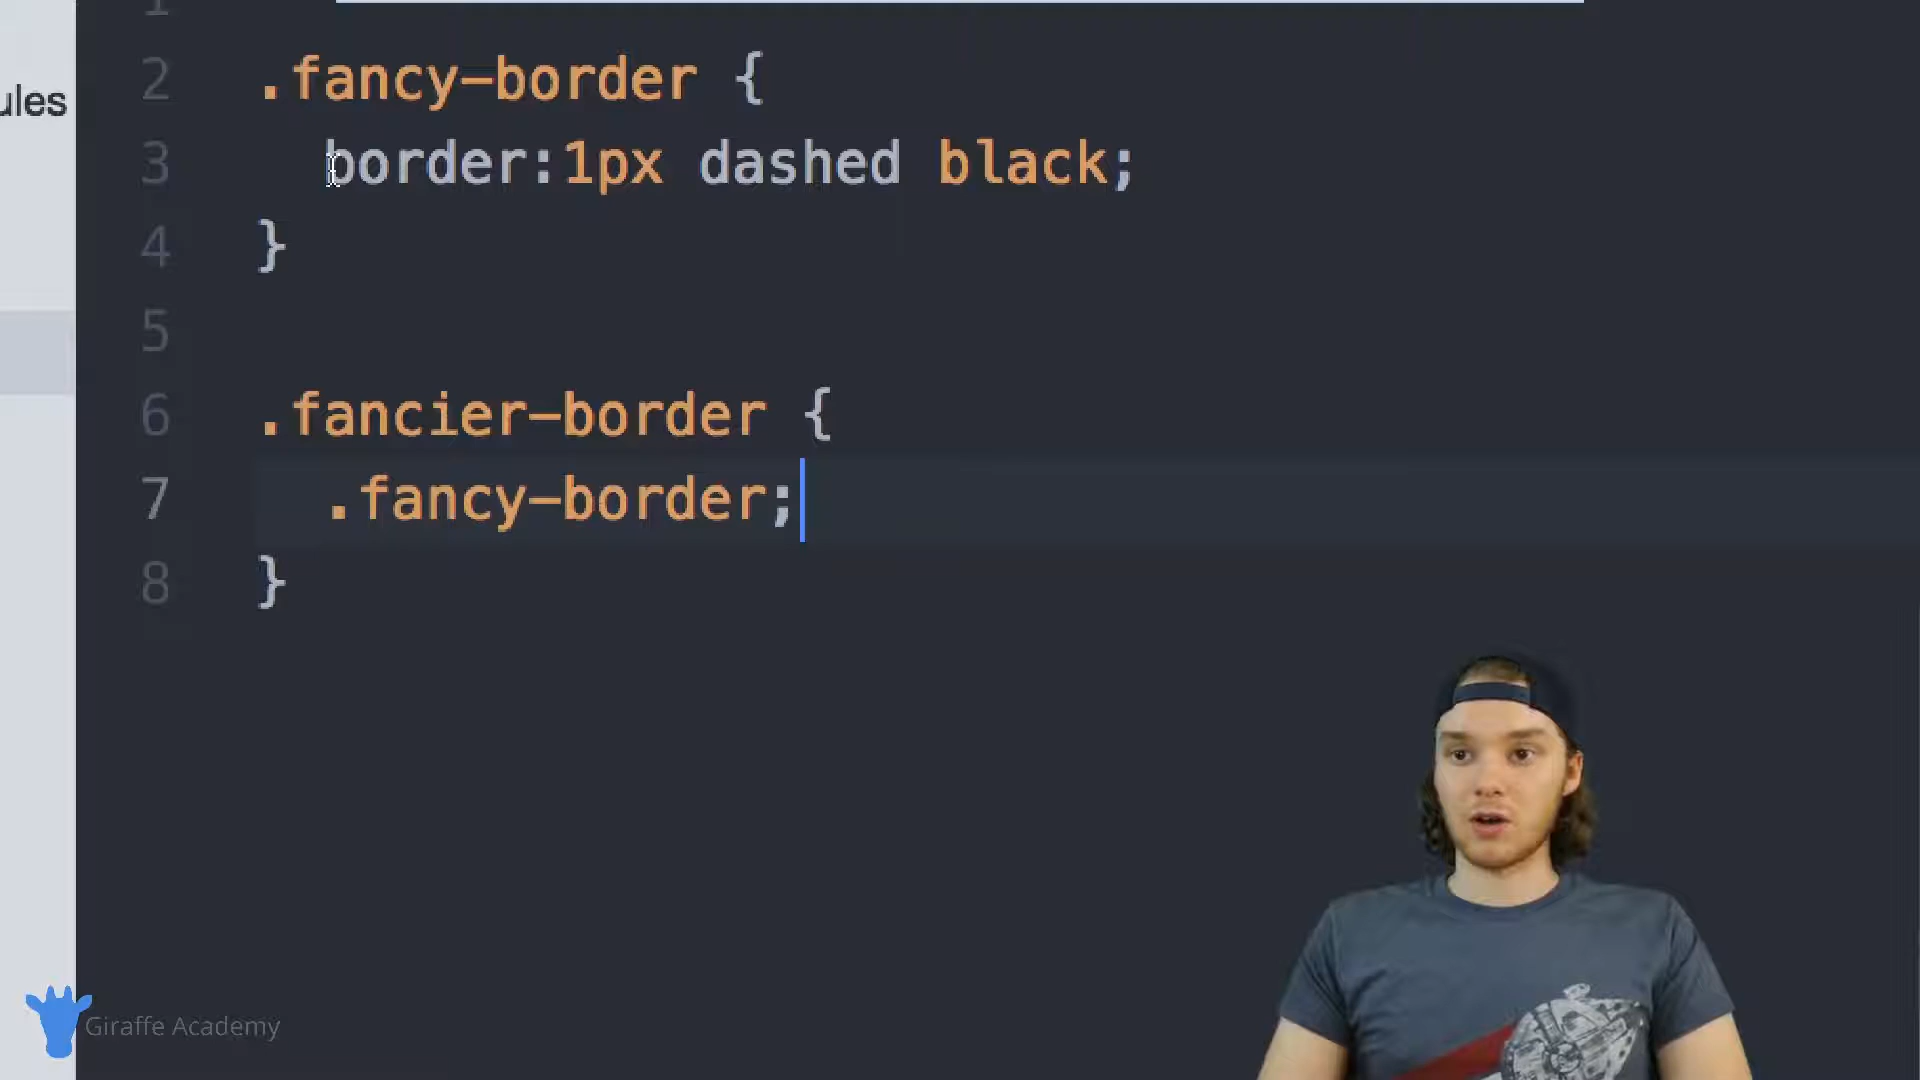 1
2 .fancy-border {
ules
3 border:1px dashed black;
4 }
5
6 .fancier-border {
7 .fancy-border;
8 }
Giraffe Academy